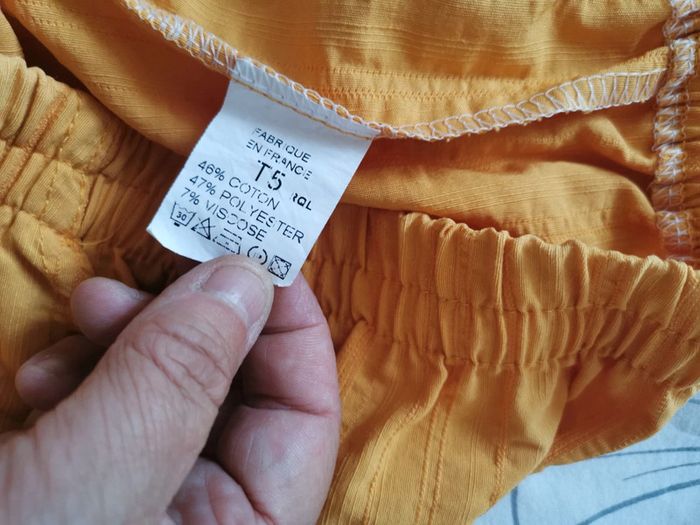 FABRIQUE
EN FRANCE
T5 RQL
46% COTON
47% POLYESTER
7% VISCOSE
30